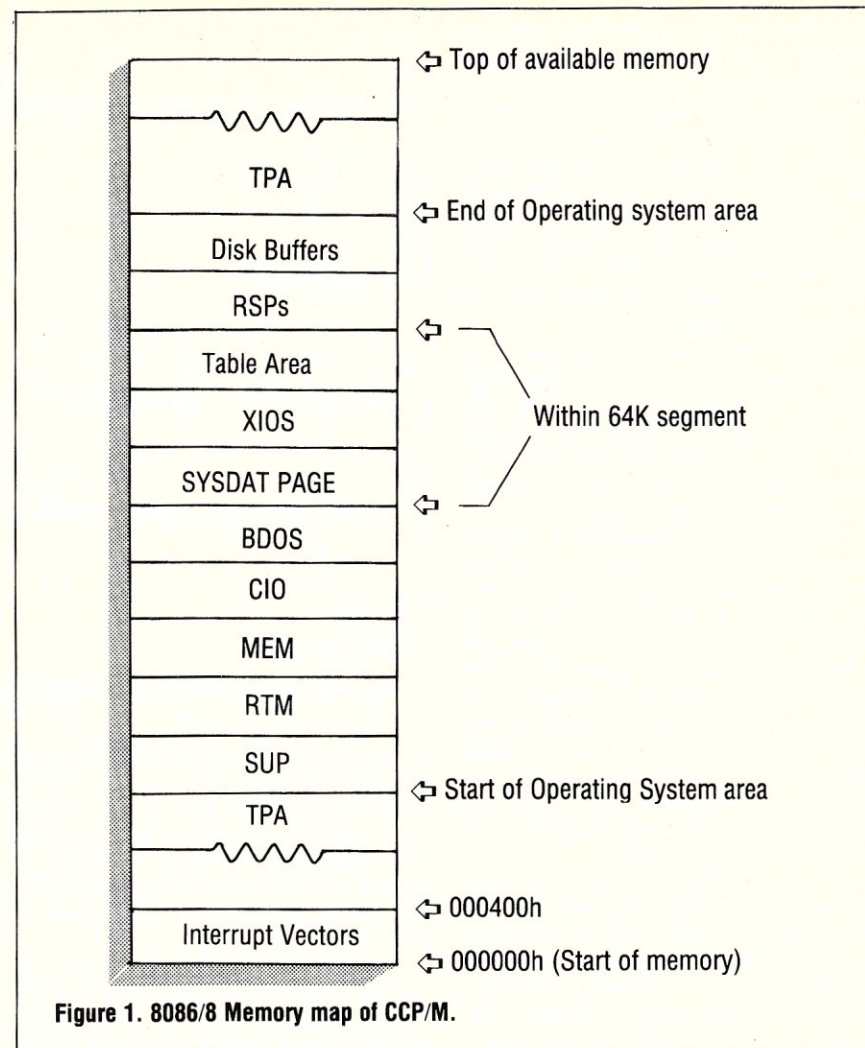 Top of available memory
TPA
End of Operating system area
Disk Buffers
RSPs
Table Area
Within 64K segment
XIOS
SYSDAT PAGE
BDOS
CIO
MEM
RTM
SUP
Start of Operating System area
TPA
000400h
Interrupt Vectors
000000h (Start of memory)
Figure 1. 8086/8 Memory map of CCP/M.